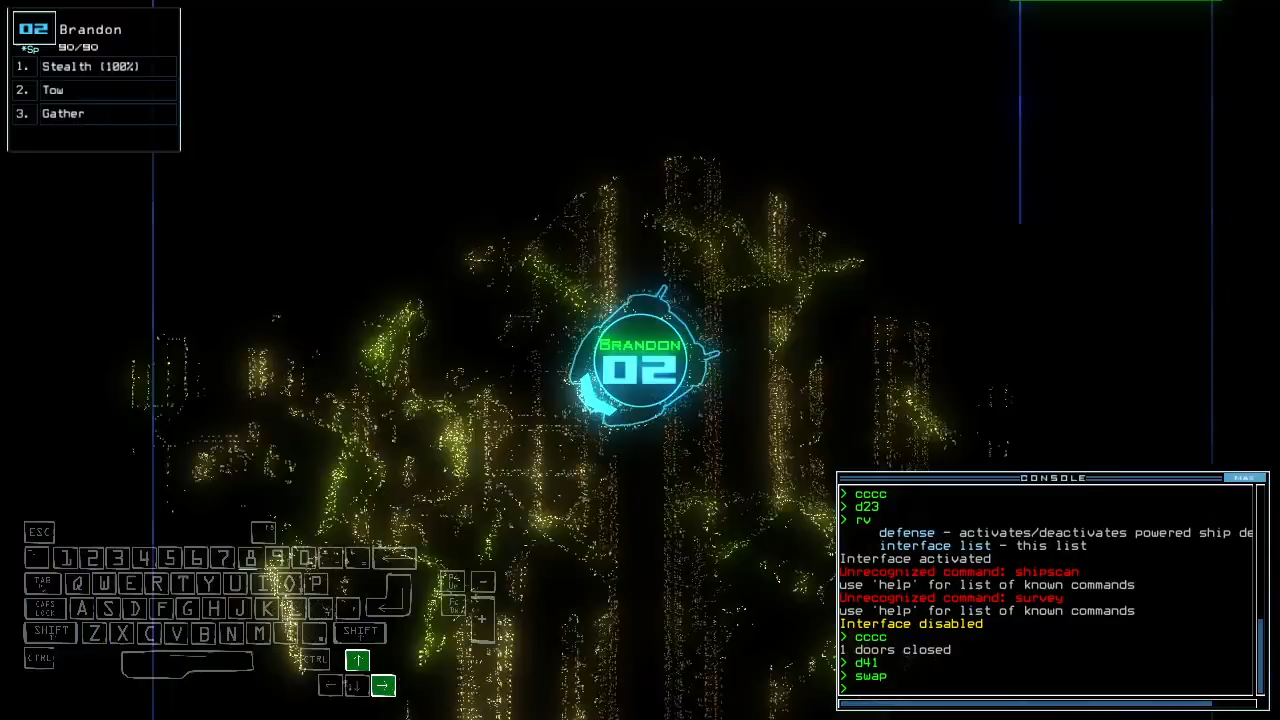 02 Brandon
*Sp 90/90
1. Stealth (100%)
2. Tow
3. Gather
BRANDON
02
CONSOLE
MAX
> cccc
> d23
> rv
defense - activates/deactivates powered ship de
interface list - this list
Interface activated
Unrecognized command: shipscan
use 'help' for list of known commands
Unrecognized command: survey
use 'help' for list of known commands
Interface disabled
> cccc
1 doors closed
> d41
> swap
>
ESC
1 2 3 4 5 6 7 8 9 0
TAB Q W E R T Y U I O P
CAPS LOCK A S D F G H J K
SHIFT Z X C V B N M SHIFT
CTRL CTRL ↑
← ↓ →